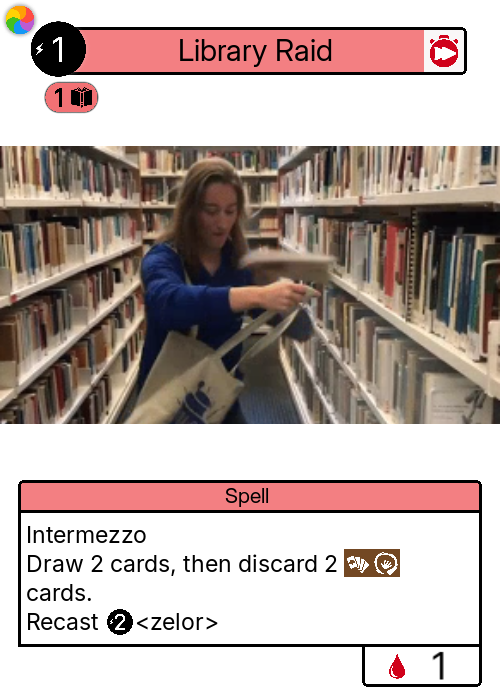 1
Library Raid
1
Spell
Intermezzo
Draw 2 cards, then discard 2
cards.
Recast 2<zelor>
1